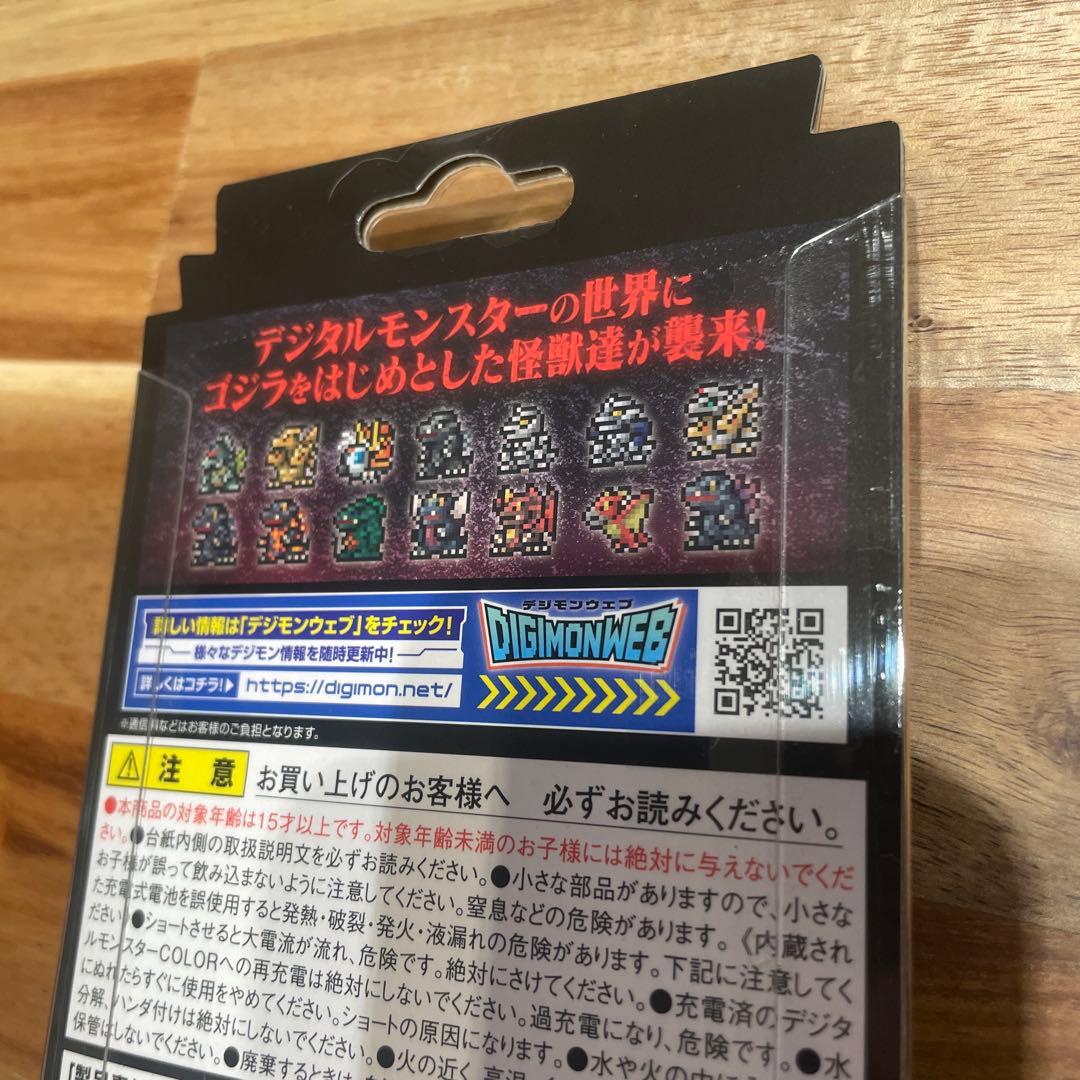 デジタルモンスターの世界に
ゴジラをはじめとした怪獣達が襲来!
詳しい情報は「デジモンウェブ」をチェック!
様々なデジモン情報を随時更新中!
詳しくはコチラ!▶ https://digimon.net/
デジモンウェブ
DIGIMONWEB
※通信料などはお客様のご負担となります。
注意 お買い上げのお客様へ 必ずお読みください。
●本商品の対象年齢は15才以上です。対象年齢未満のお子様には絶対に与えないでくだ
さい。●台紙内側の取扱説明文を必ずお読みください。●小さな部品がありますので、小さな
お子様が誤って飲み込まないように注意してください。窒息などの危険があります。《内蔵され
た充電式電池を誤使用すると発熱・破裂・発火・液漏れの危険があります。下記に注意してく
ださい》●ショートさせると大電流が流れ、危険です。絶対にさけてください。●充電済のデジタ
ルモンスターCOLORへの再充電は絶対にしないでください。過充電になり、危険です。●水
にぬれたらすぐに使用をやめてください。ショートの原因になります。●水や火の中に
分解、ハンダ付けは絶対にしないでください。●火の近く、高温
保管はしないでください。●廃棄するときは